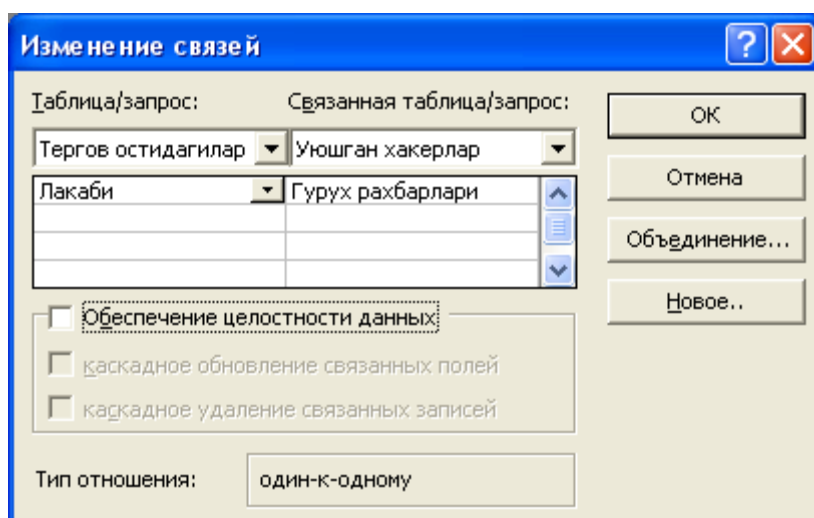 Изменение связей
Таблица/запрос: Связанная таблица/запрос:
ОК
Тергов остидагилар Уюшган хакерлар
Лакаби Гурух рахбарлари
Отмена
Объединение...
Новое..
Обеспечение целостности данных
каскадное обновление связанных полей
каскадное удаление связанных записей
Тип отношения: один-к-одному